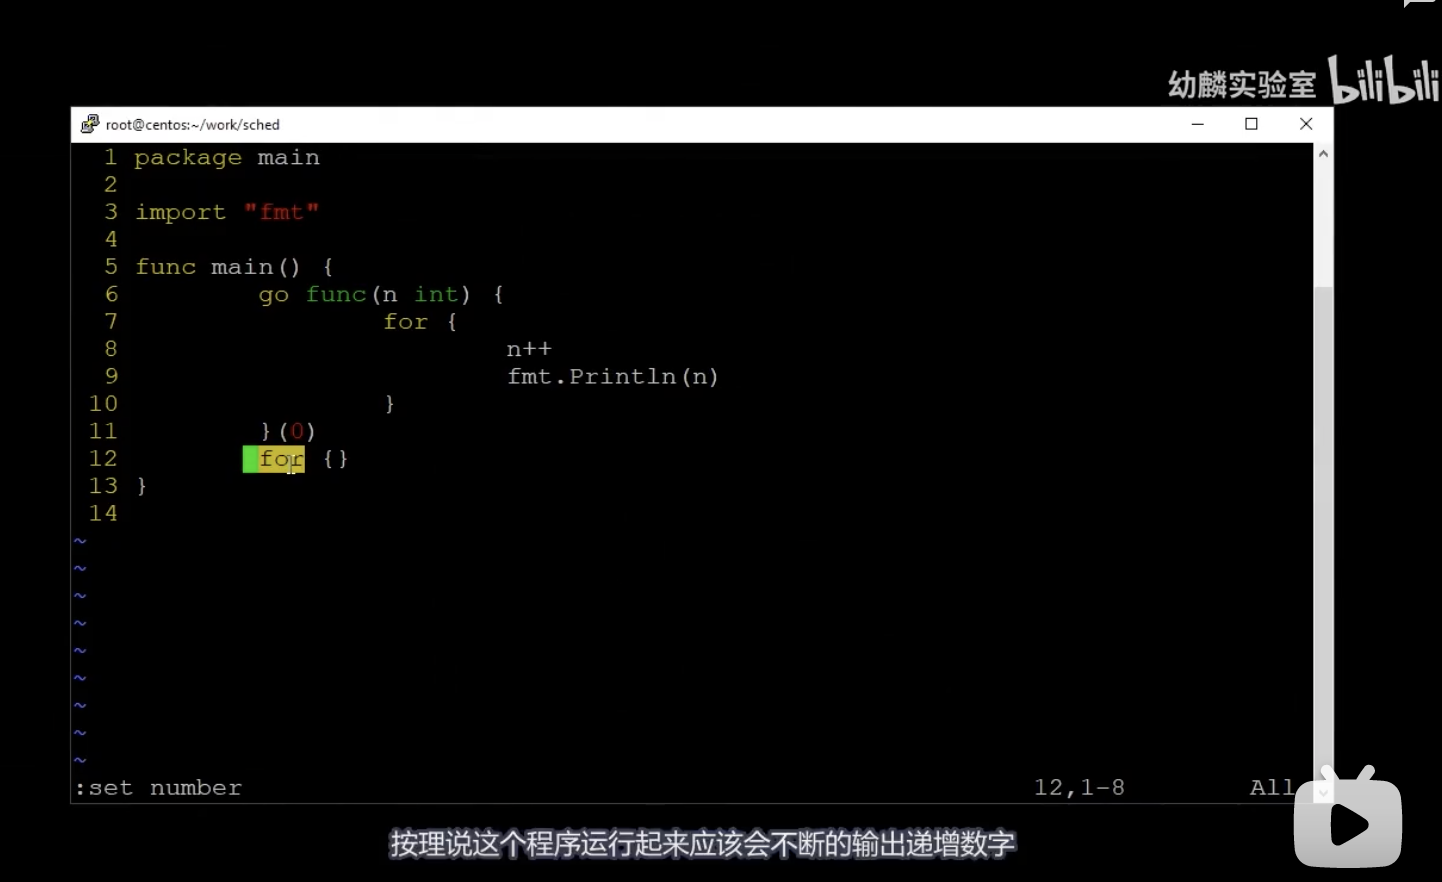 幼麟实验室 bilibili
root@centos:~/work/sched
1 package main
2
3 import "fmt"
4
5 func main() {
6 go func(n int) {
7 for {
8 n++
9 fmt.Println(n)
10 }
11 }(0)
12 for {}
13 }
14
~
~
~
~
~
~
~
~
~
:set number 12,1-8 All
按理说这个程序运行起来应该会不断的输出递增数字